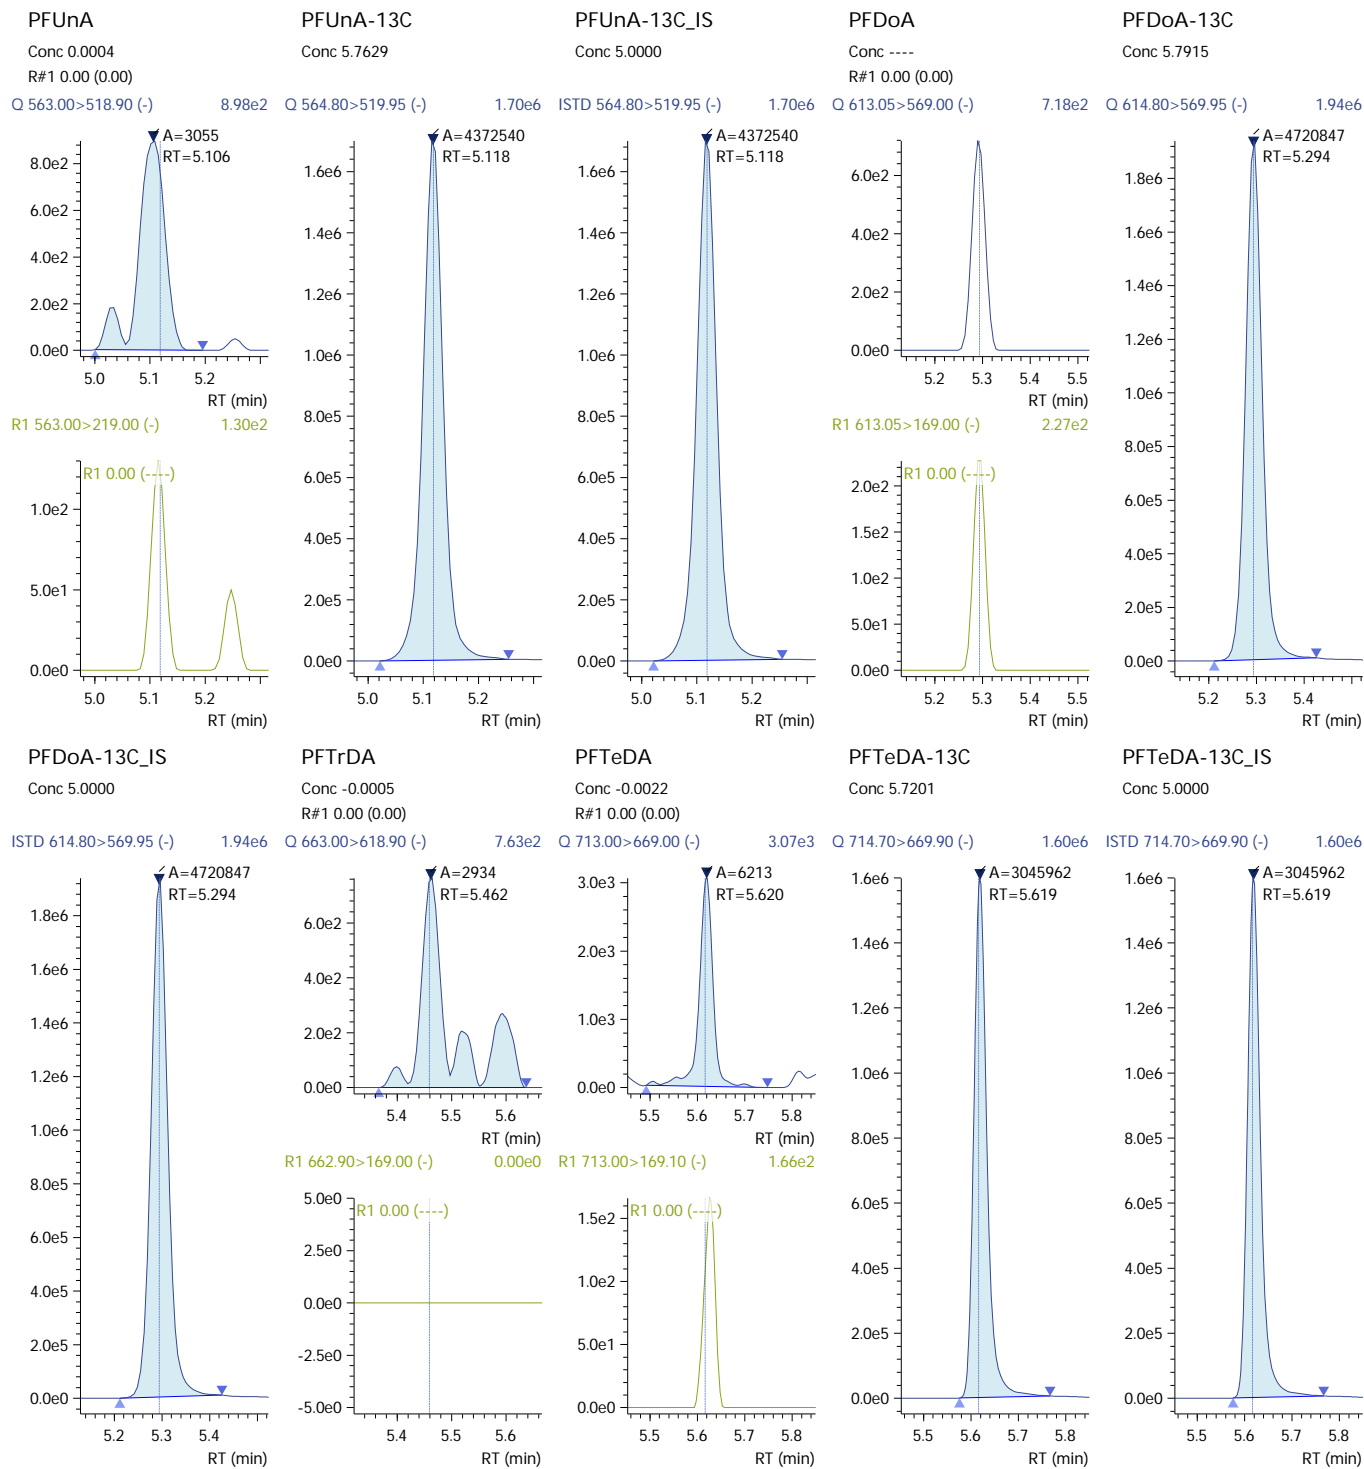 PFUnA
Conc 0.0004
R#1 0.00 (0.00)
Q 563.00>518.90 (-) 8.98e2
A=3055
RT=5.106
8.0e2
6.0e2
4.0e2
2.0e2
0.0e0
5.0 5.1 5.2
RT (min)
R1 563.00>219.00 (-) 1.30e2
R1 0.00 (----)
1.0e2
5.0e1
0.0e0
5.0 5.1 5.2
RT (min)
PFUnA-13C
Conc 5.7629
Q 564.80>519.95 (-) 1.70e6
A=4372540
RT=5.118
1.6e6
1.4e6
1.2e6
1.0e6
8.0e5
6.0e5
4.0e5
2.0e5
0.0e0
5.0 5.1 5.2
RT (min)
PFUnA-13C_IS
Conc 5.0000
ISTD 564.80>519.95 (-) 1.70e6
A=4372540
RT=5.118
1.6e6
1.4e6
1.2e6
1.0e6
8.0e5
6.0e5
4.0e5
2.0e5
0.0e0
5.0 5.1 5.2
RT (min)
PFDoA
Conc ----
R#1 0.00 (0.00)
Q 613.05>569.00 (-) 7.18e2
6.0e2
4.0e2
2.0e2
0.0e0
5.2 5.3 5.4 5.5
RT (min)
R1 613.05>169.00 (-) 2.27e2
R1 0.00 (----)
2.0e2
1.5e2
1.0e2
5.0e1
0.0e0
5.2 5.3 5.4 5.5
RT (min)
PFDoA-13C
Conc 5.7915
Q 614.80>569.95 (-) 1.94e6
A=4720847
RT=5.294
1.8e6
1.6e6
1.4e6
1.2e6
1.0e6
8.0e5
6.0e5
4.0e5
2.0e5
0.0e0
5.2 5.3 5.4
RT (min)
PFDoA-13C_IS
Conc 5.0000
ISTD 614.80>569.95 (-) 1.94e6
A=4720847
RT=5.294
1.8e6
1.6e6
1.4e6
1.2e6
1.0e6
8.0e5
6.0e5
4.0e5
2.0e5
0.0e0
5.2 5.3 5.4
RT (min)
PFTrDA
Conc -0.0005
R#1 0.00 (0.00)
Q 663.00>618.90 (-) 7.63e2
A=2934
RT=5.462
6.0e2
4.0e2
2.0e2
0.0e0
5.4 5.5 5.6
RT (min)
R1 662.90>169.00 (-) 0.00e0
R1 0.00 (----)
5.0e0
2.5e0
0.0e0
-2.5e0
-5.0e0
5.4 5.5 5.6
RT (min)
PFTeDA
Conc -0.0022
R#1 0.00 (0.00)
Q 713.00>669.00 (-) 3.07e3
A=6213
RT=5.620
3.0e3
2.0e3
1.0e3
0.0e0
5.5 5.6 5.7 5.8
RT (min)
R1 713.00>169.10 (-) 1.66e2
R1 0.00 (----)
1.5e2
1.0e2
5.0e1
0.0e0
5.5 5.6 5.7 5.8
RT (min)
PFTeDA-13C
Conc 5.7201
Q 714.70>669.90 (-) 1.60e6
A=3045962
RT=5.619
1.6e6
1.4e6
1.2e6
1.0e6
8.0e5
6.0e5
4.0e5
2.0e5
0.0e0
5.5 5.6 5.7 5.8
RT (min)
PFTeDA-13C_IS
Conc 5.0000
ISTD 714.70>669.90 (-) 1.60e6
A=3045962
RT=5.619
1.6e6
1.4e6
1.2e6
1.0e6
8.0e5
6.0e5
4.0e5
2.0e5
0.0e0
5.5 5.6 5.7 5.8
RT (min)